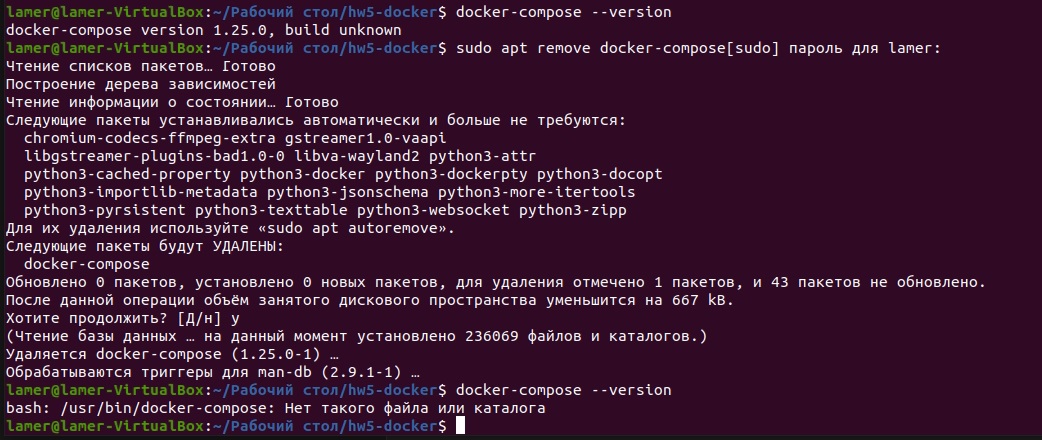 lamer@lamer-VirtualBox:~/Рабочий стол/hw5-docker$ docker-compose --version
docker-compose version 1.25.0, build unknown
lamer@lamer-VirtualBox:~/Рабочий стол/hw5-docker$ sudo apt remove docker-compose[sudo] пароль для lamer:
Чтение списков пакетов… Готово
Построение дерева зависимостей
Чтение информации о состоянии… Готово
Следующие пакеты устанавливались автоматически и больше не требуются:
  chromium-codecs-ffmpeg-extra gstreamer1.0-vaapi
  libgstreamer-plugins-bad1.0-0 libva-wayland2 python3-attr
  python3-cached-property python3-docker python3-dockerpty python3-docopt
  python3-importlib-metadata python3-jsonschema python3-more-itertools
  python3-pyrsistent python3-texttable python3-websocket python3-zipp
Для их удаления используйте «sudo apt autoremove».
Следующие пакеты будут УДАЛЕНЫ:
  docker-compose
Обновлено 0 пакетов, установлено 0 новых пакетов, для удаления отмечено 1 пакетов, и 43 пакетов не обновлено.
После данной операции объём занятого дискового пространства уменьшится на 667 kB.
Хотите продолжить? [Д/н] y
(Чтение базы данных … на данный момент установлено 236069 файлов и каталогов.)
Удаляется docker-compose (1.25.0-1) …
Обрабатываются триггеры для man-db (2.9.1-1) …
lamer@lamer-VirtualBox:~/Рабочий стол/hw5-docker$ docker-compose --version
bash: /usr/bin/docker-compose: Нет такого файла или каталога
lamer@lamer-VirtualBox:~/Рабочий стол/hw5-docker$